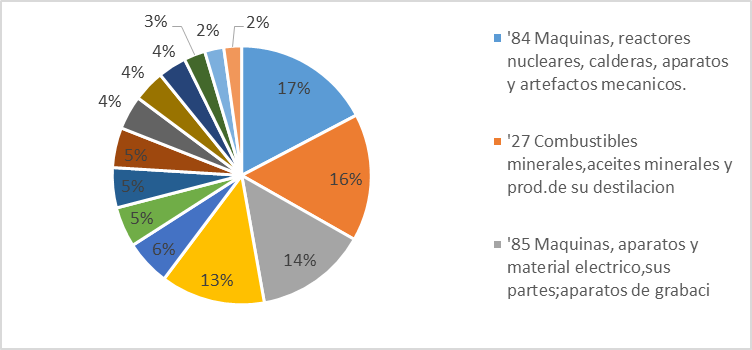 3%
2%
2%
4%
17%
4%
4%
5%
16%
5%
5%
14%
6%
13%
'84 Maquinas, reactores
nucleares, calderas, aparatos
y artefactos mecanicos.
'27 Combustibles
minerales,aceites minerales y
prod.de su destilacion
'85 Maquinas, aparatos y
material electrico,sus
partes;aparatos de grabaci